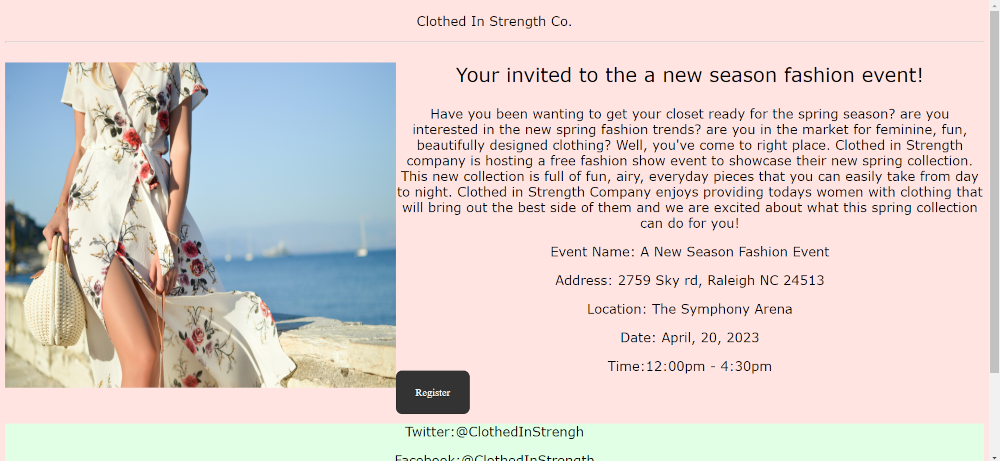 Clothed In Strength Co.
Your invited to the a new season fashion event!
Have you been wanting to get your closet ready for the spring season? are you
interested in the new spring fashion trends? are you in the market for feminine, fun,
beautifully designed clothing? Well, you've come to right place. Clothed in Strength
company is hosting a free fashion show event to showcase their new spring collection.
This new collection is full of fun, airy, everyday pieces that you can easily take from day
to night. Clothed in Strength Company enjoys providing todays women with clothing that
will bring out the best side of them and we are excited about what this spring collection
can do for you!
Event Name: A New Season Fashion Event
Address: 2759 Sky rd, Raleigh NC 24513
Location: The Symphony Arena
Date: April, 20, 2023
Time:12:00pm - 4:30pm
Register
Twitter:@ClothedInStrengh
Facebook:@ClothedInStrength